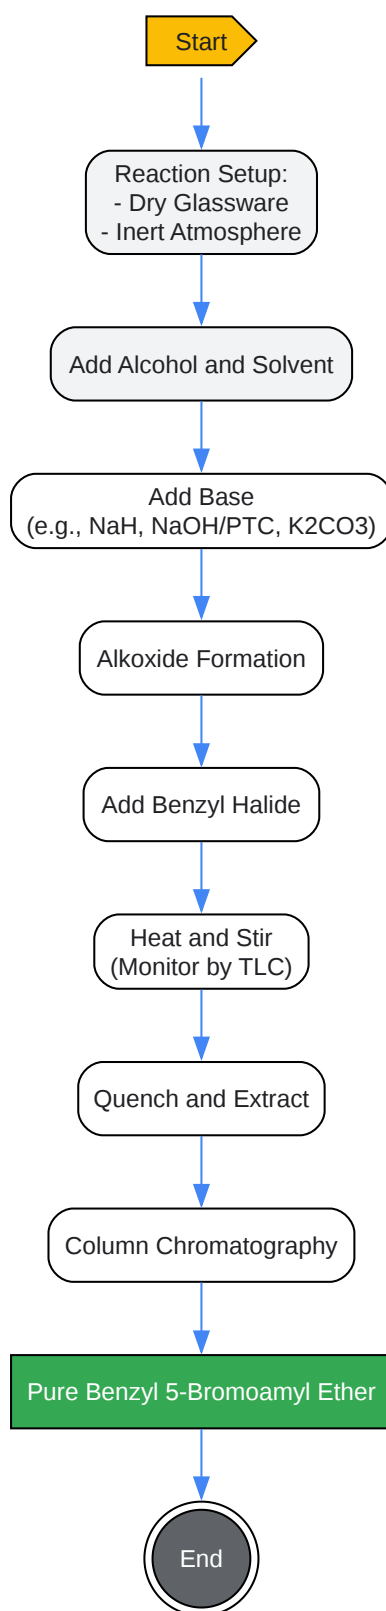 Start
Reaction Setup:
- Dry Glassware
- Inert Atmosphere
Add Alcohol and Solvent
Add Base
(e.g., NaH, NaOH/PTC, K2CO3)
Alkoxide Formation
Add Benzyl Halide
Heat and Stir
(Monitor by TLC)
Quench and Extract
Column Chromatography
Pure Benzyl 5-Bromoamyl Ether
End